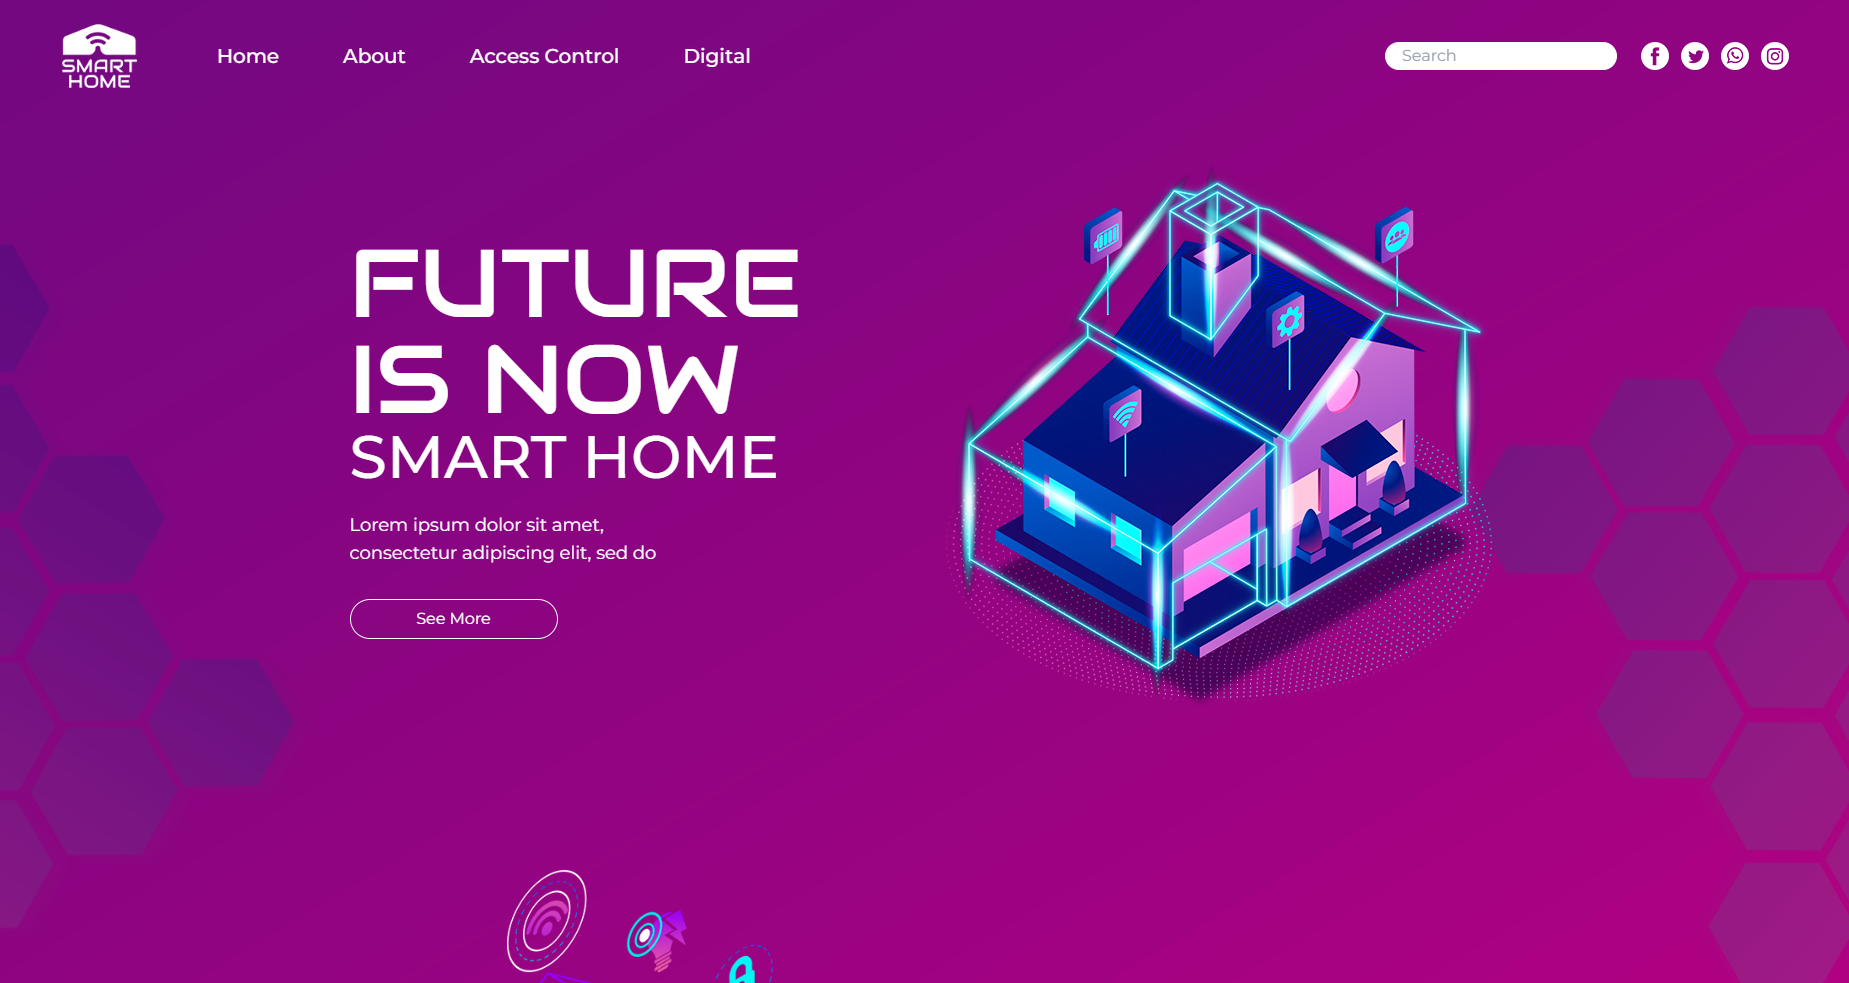 SMART
HOME
Home
About
Access Control
Digital
Search
FUTURE
IS NOW
SMART HOME
Lorem ipsum dolor sit amet,
consectetur adipiscing elit, sed do
See More